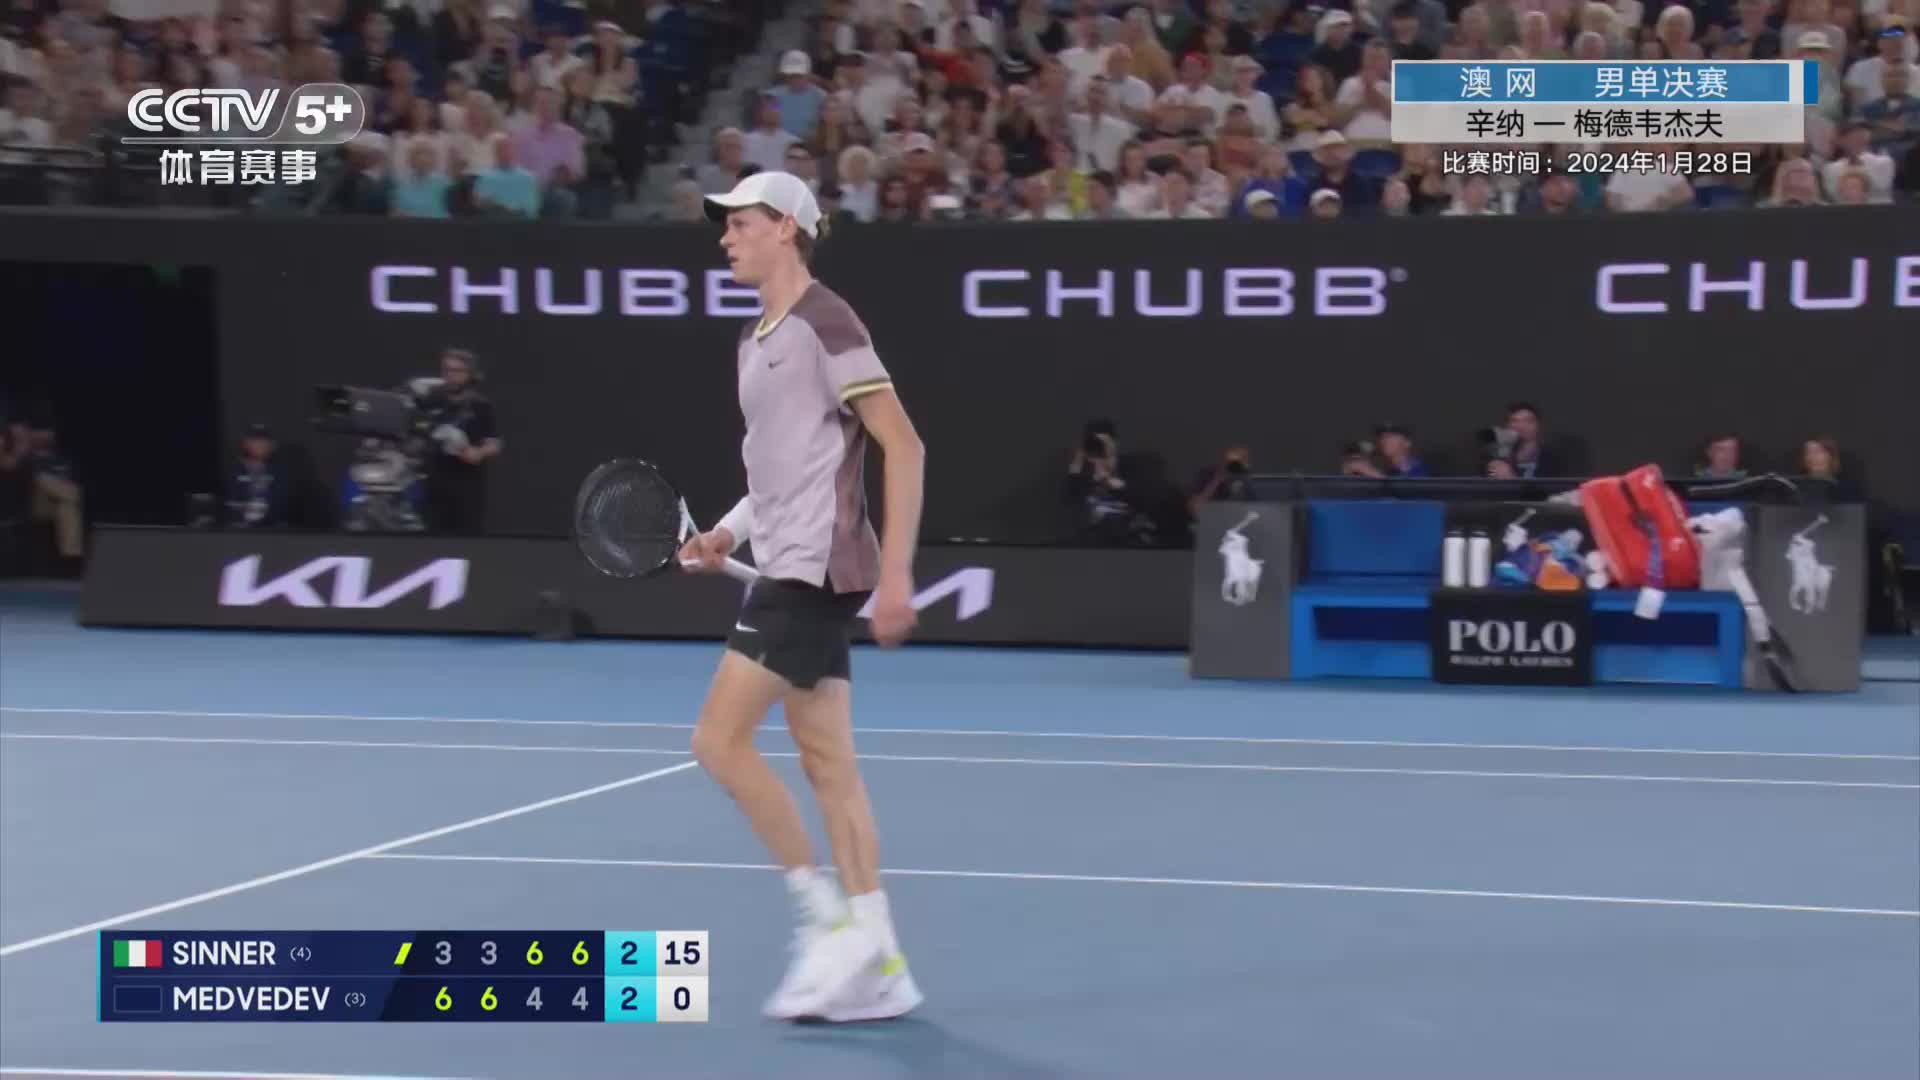 CCTV 5+
体育赛事
澳网 男单决赛
辛纳 — 梅德韦杰夫
比赛时间：2024年1月28日
CHUBB CHUBB CHUB
KIA
POLO
RALPH LAUREN
SINNER (4) 3 3 6 6 2 15
MEDVEDEV (3) 6 6 4 4 2 0